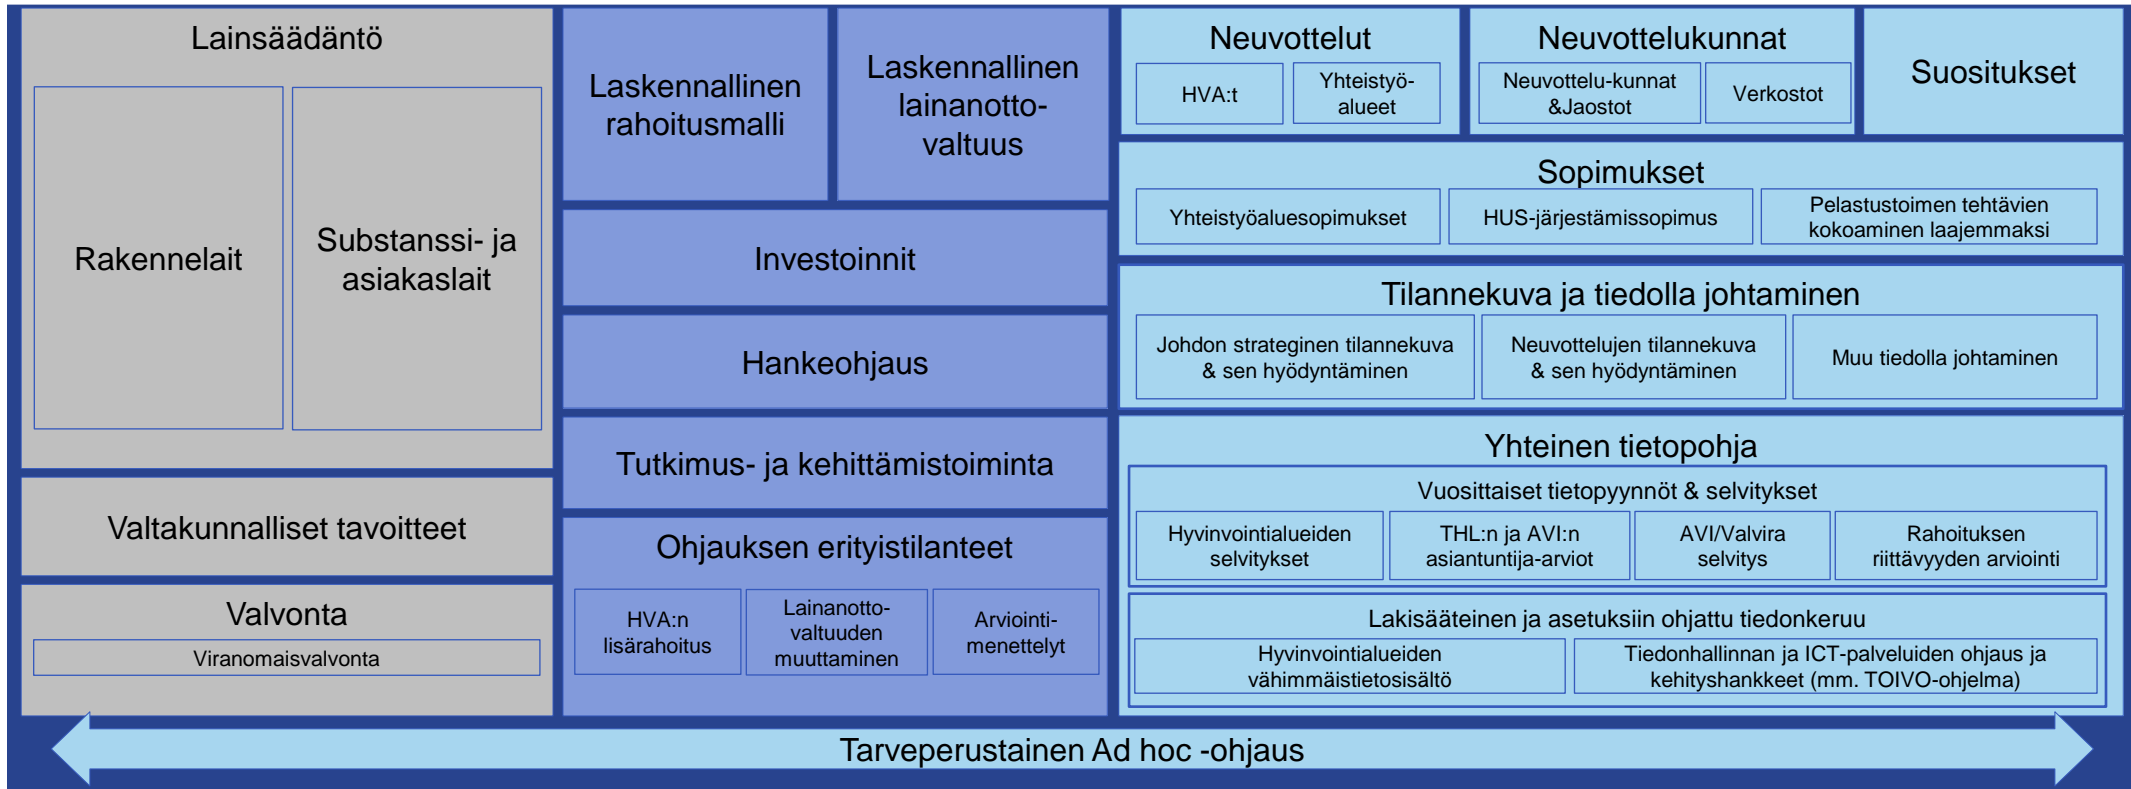 Lainsäädäntö
Rakennelait
Substanssi- ja
asiakaslait
Valtakunnalliset tavoitteet
Valvonta
Viranomaisvalvonta
Laskennallinen
rahoitusmalli
Laskennallinen
lainanotto-
valtuus
Investoinnit
Hankeohjaus
Tutkimus- ja kehittämistoiminta
Ohjauksen erityistilanteet
HVA:n
lisärahoitus
Lainanotto-
valtuuden
muuttaminen
Arviointi-
menettelyt
Neuvottelut
HVA:t
Yhteistyö-
alueet
Neuvottelukunnat
Neuvottelu-kunnat
&Jaostot
Verkostot
Suositukset
Sopimukset
Yhteistyöaluesopimukset
HUS-järjestämissopimus
Pelastustoimen tehtävien
kokoaminen laajemmaksi
Tilannekuva ja tiedolla johtaminen
Johdon strateginen tilannekuva
& sen hyödyntäminen
Neuvottelujen tilannekuva
& sen hyödyntäminen
Muu tiedolla johtaminen
Yhteinen tietopohja
Vuosittaiset tietopyynnöt & selvitykset
Hyvinvointialueiden
selvitykset
THL:n ja AVI:n
asiantuntija-arviot
AVI/Valvira
selvitys
Rahoituksen
riittävyyden arviointi
Lakisääteinen ja asetuksiin ohjattu tiedonkeruu
Hyvinvointialueiden
vähimmäistietosisältö
Tiedonhallinnan ja ICT-palveluiden ohjaus ja
kehityshankkeet (mm. TOIVO-ohjelma)
Tarveperustainen Ad hoc -ohjaus